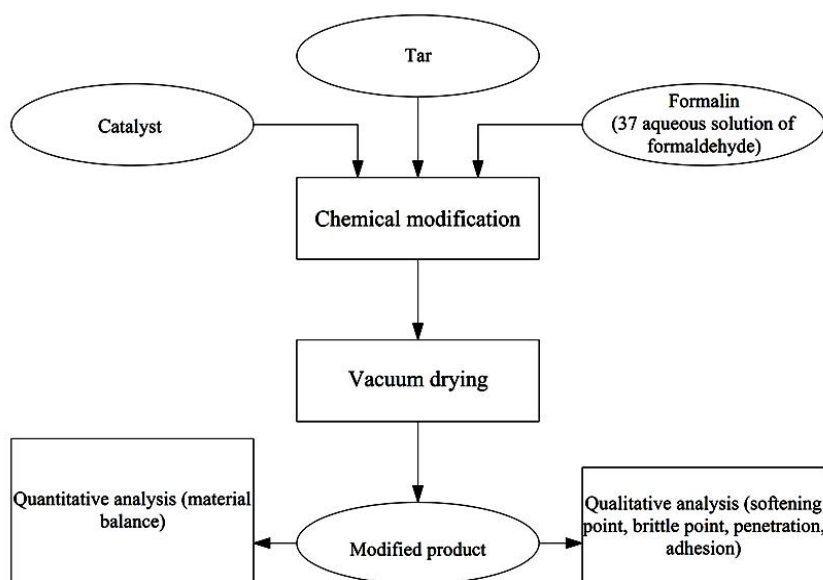 Tar
Catalyst
Formalin
(37 aqueous solution of
formaldehyde)
Chemical modification
Vacuum drying
Quantitative analysis (material
balance)
Modified product
Qualitative analysis (softening
point, brittle point, penetration,
adhesion)